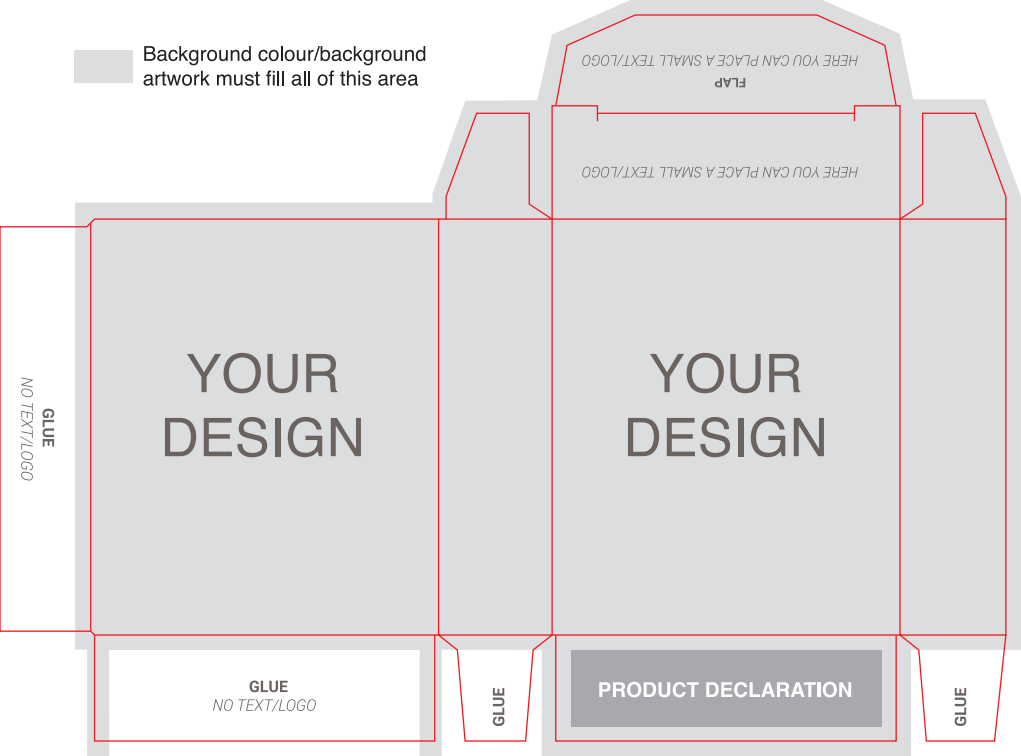 Background colour/background
artwork must fill all of this area
HERE YOU CAN PLACE A SMALL TEXT/LOGO
FLAP
HERE YOU CAN PLACE A SMALL TEXT/LOGO
GLUE
NO TEXT/LOGO
YOUR
DESIGN
YOUR
DESIGN
GLUE
NO TEXT/LOGO
GLUE
PRODUCT DECLARATION
GLUE